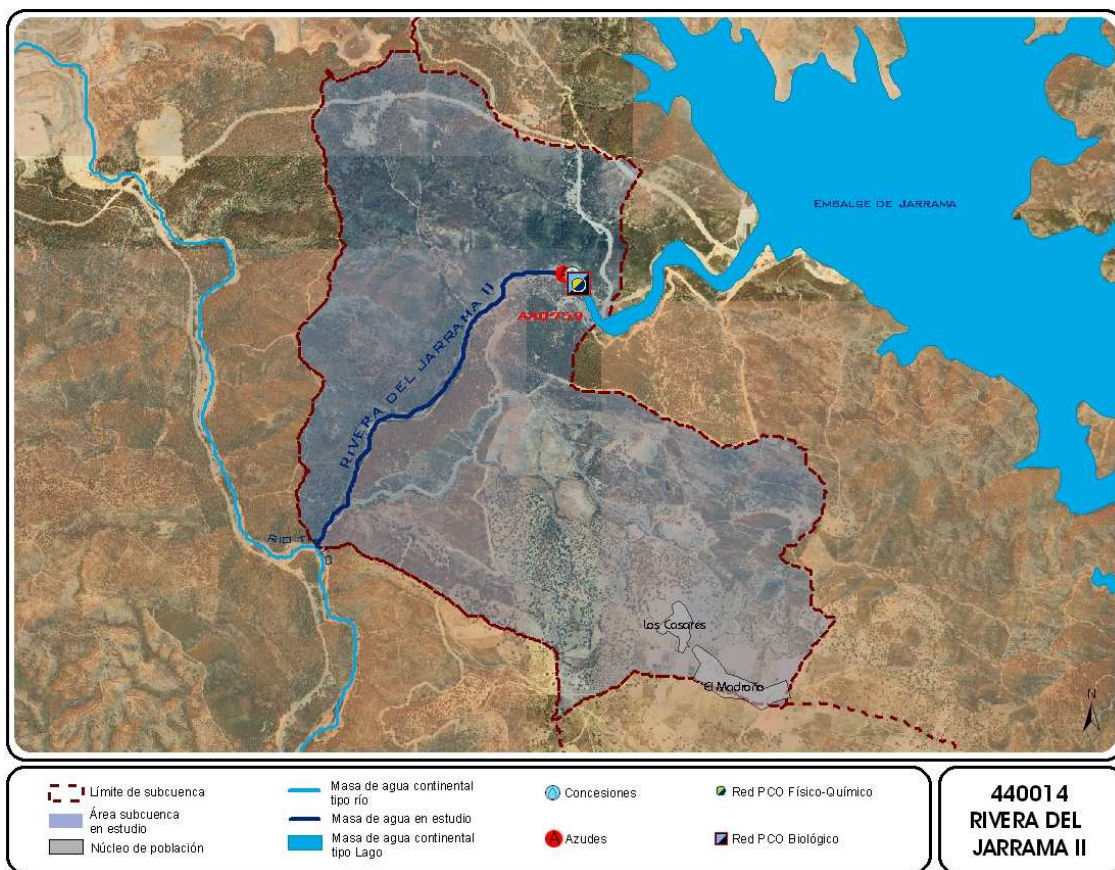 EMBALSE DE JARRAMA
RIVERA DEL JARRAMA II
RIO
Los Casares
El Madroño
N
Límite de subcuenca
Área subcuenca
en estudio
Núcleo de población
Masa de agua continental
tipo río
Masa de agua en estudio
Masa de agua continental
tipo Lago
Concesiones
A
Azudes
Red PCO Físico-Químico
Red PCO Biológico
440014
RIVERA DEL
JARRAMA II